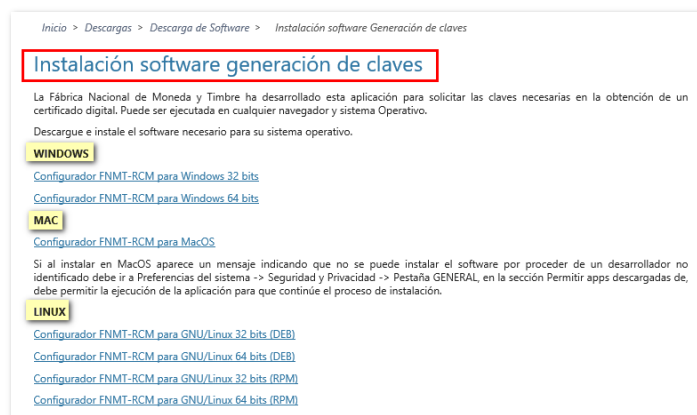 Inicio > Descargas > Descarga de Software > Instalación software Generación de claves
Instalación software generación de claves
La Fábrica Nacional de Moneda y Timbre ha desarrollado esta aplicación para solicitar las claves necesarias en la obtención de un
certificado digital. Puede ser ejecutada en cualquier navegador y sistema Operativo.
Descargue e instale el software necesario para su sistema operativo.
WINDOWS
Configurador FNMT-RCM para Windows 32 bits
Configurador FNMT-RCM para Windows 64 bits
MAC
Configurador FNMT-RCM para MacOS
Si al instalar en MacOS aparece un mensaje indicando que no se puede instalar el software por proceder de un desarrollador no
identificado debe ir a Preferencias del sistema -> Seguridad y Privacidad -> Pestaña GENERAL, en la sección Permitir apps descargadas de,
debe permitir la ejecución de la aplicación para que continúe el proceso de instalación.
LINUX
Configurador FNMT-RCM para GNU/Linux 32 bits (DEB)
Configurador FNMT-RCM para GNU/Linux 64 bits (DEB)
Configurador FNMT-RCM para GNU/Linux 32 bits (RPM)
Configurador FNMT-RCM para GNU/Linux 64 bits (RPM)